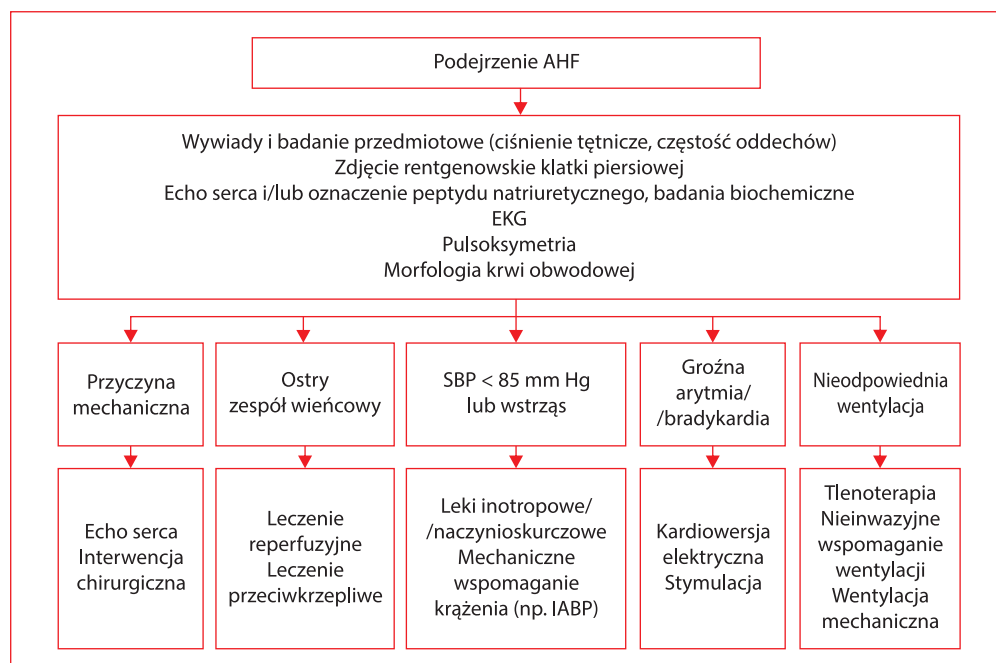 Podejrzenie AHF
Wywiady i badanie przedmiotowe (ciśnienie tętnicze, częstość oddechów)
Zdjęcie rentgenowskie klatki piersiowej
Echo serca i/lub oznaczenie peptydu natriuretycznego, badania biochemiczne
EKG
Pulsoksymetria
Morfologia krwi obwodowej
Przyczyna
mechaniczna
Ostry
zespół wieńcowy
SBP < 85 mm Hg
lub wstrząs
Groźna
arytmia/
/bradykardia
Nieodpowiednia
wentylacja
Echo serca
Interwencja
chirurgiczna
Leczenie
reperfuzyjne
Leczenie
przeciwkrzepliwe
Leki inotropowe/
/naczynioskurczowe
Mechaniczne
wspomaganie
krążenia (np. IABP)
Kardiowersja
elektryczna
Stymulacja
Tlenoterapia
Nieinwazyjne
wspomaganie
wentylacji
Wentylacja
mechaniczna